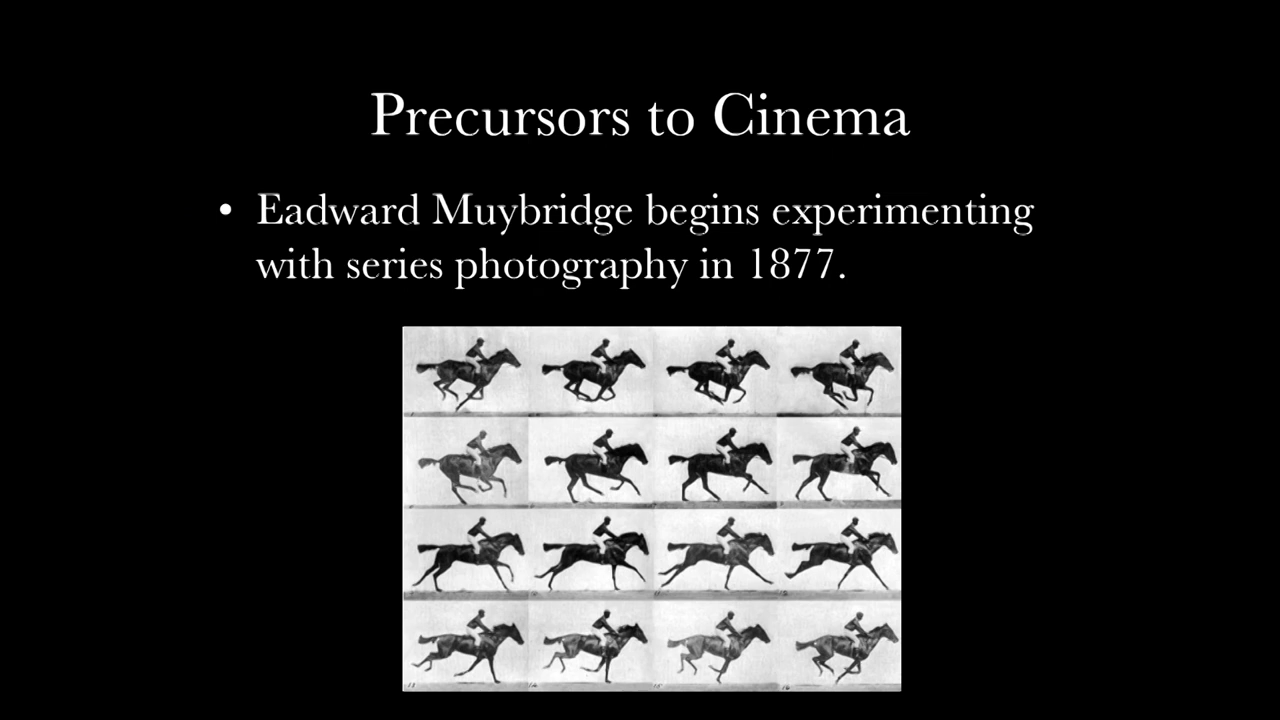 Precursors to Cinema
• Eadward Muybridge begins experimenting
with series photography in 1877.